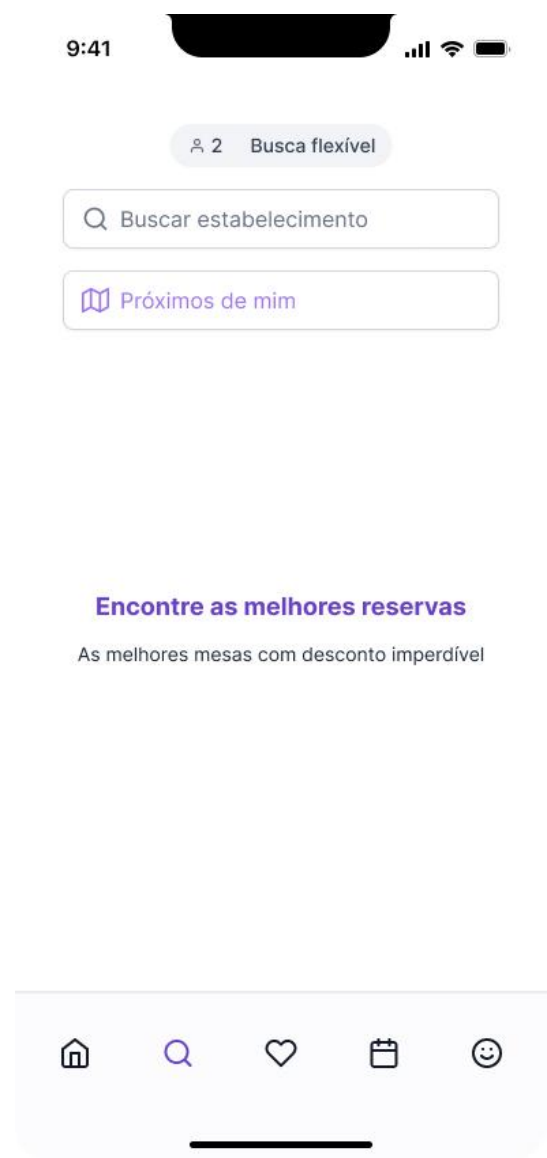 9:41
2 Busca flexível
Buscar estabelecimento
Próximos de mim
Encontre as melhores reservas
As melhores mesas com desconto imperdível